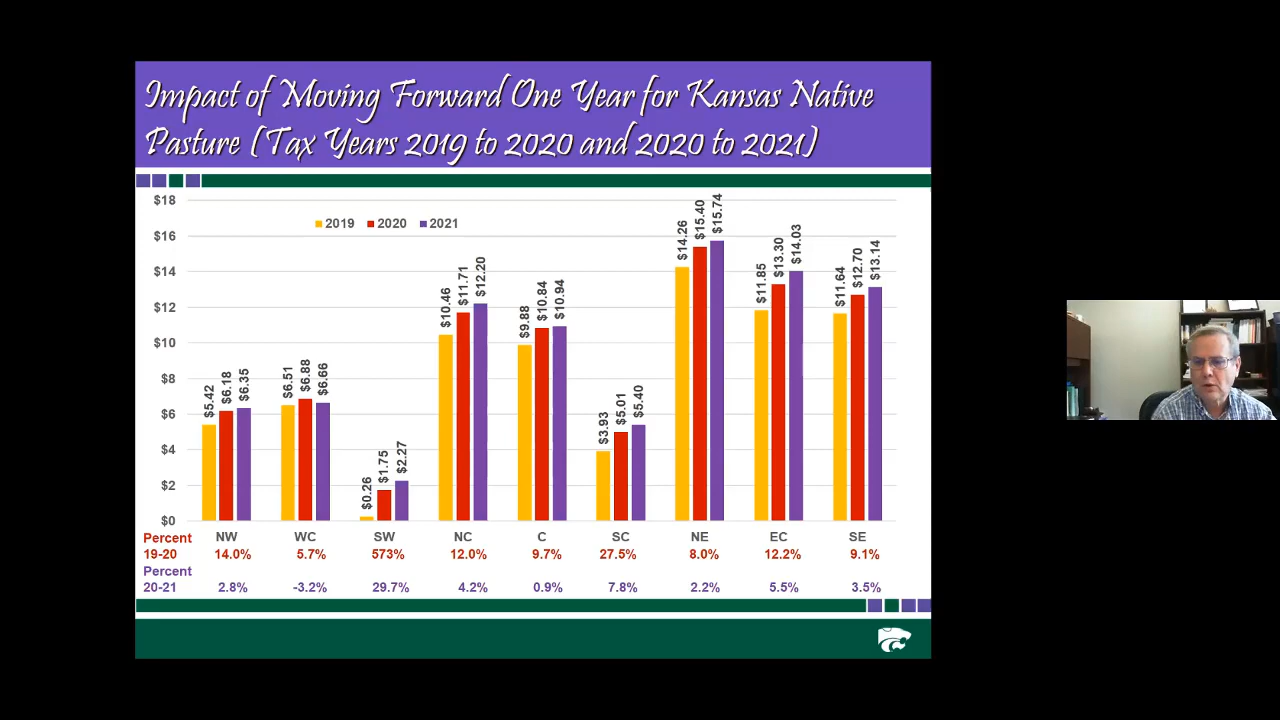 Impact of Moving Forward One Year for Kansas Native
Pasture (Tax Years 2019 to 2020 and 2020 to 2021)
$18
$16
$14
$12
$10
$8
$6
$4
$2
$0
2019 2020 2021
$5.42 $6.18 $6.35
$6.51 $6.88 $6.66
$0.26 $1.75 $2.27
$10.46 $11.71 $12.20
$9.88 $10.84 $10.94
$3.93 $5.01 $5.40
$14.26 $15.40 $15.74
$11.85 $13.30 $14.03
$11.64 $12.70 $13.14
NW WC SW NC C SC NE EC SE
Percent
19-20 14.0% 5.7% 573% 12.0% 9.7% 27.5% 8.0% 12.2% 9.1%
Percent
20-21 2.8% -3.2% 29.7% 4.2% 0.9% 7.8% 2.2% 5.5% 3.5%